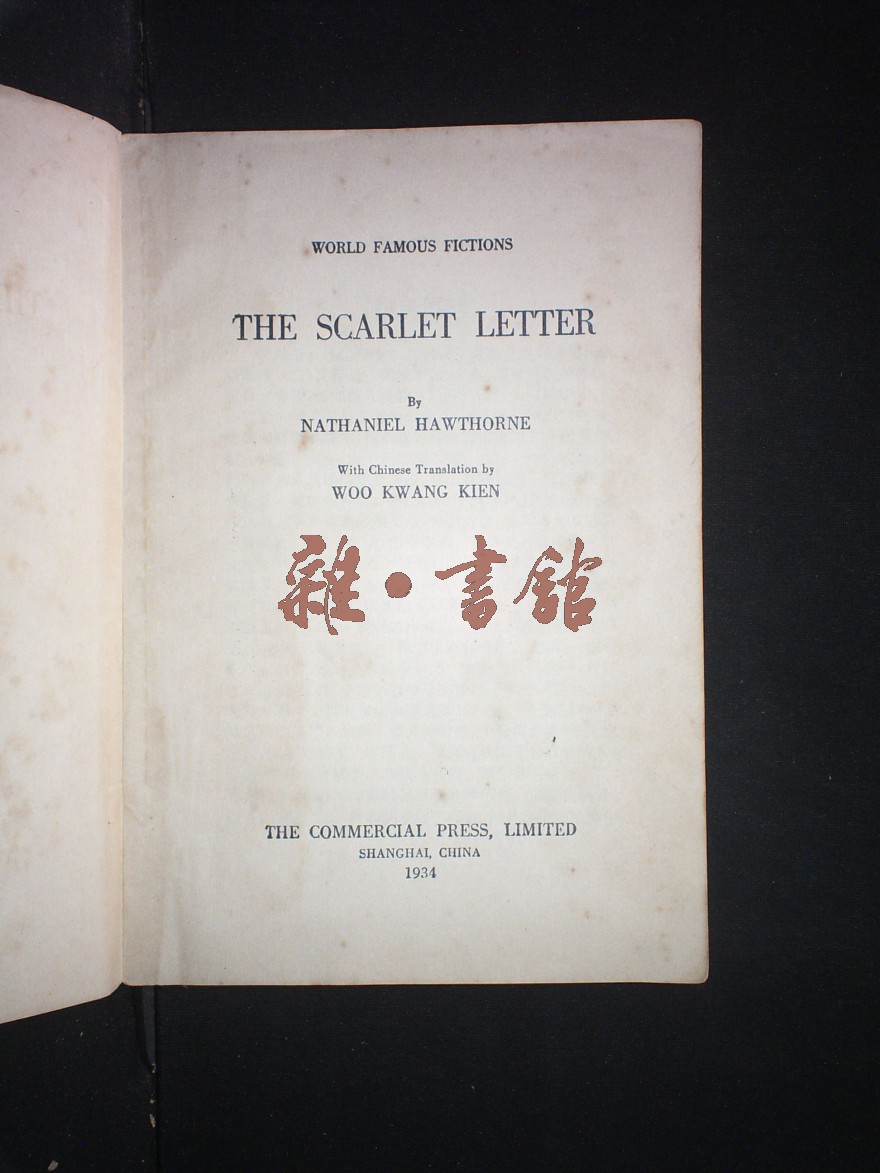 WORLD FAMOUS FICTIONS
THE SCARLET LETTER
By
NATHANIEL HAWTHORNE
With Chinese Translation by
WOO KWANG KIEN
雜·書館
THE COMMERCIAL PRESS, LIMITED
SHANGHAI, CHINA
1934